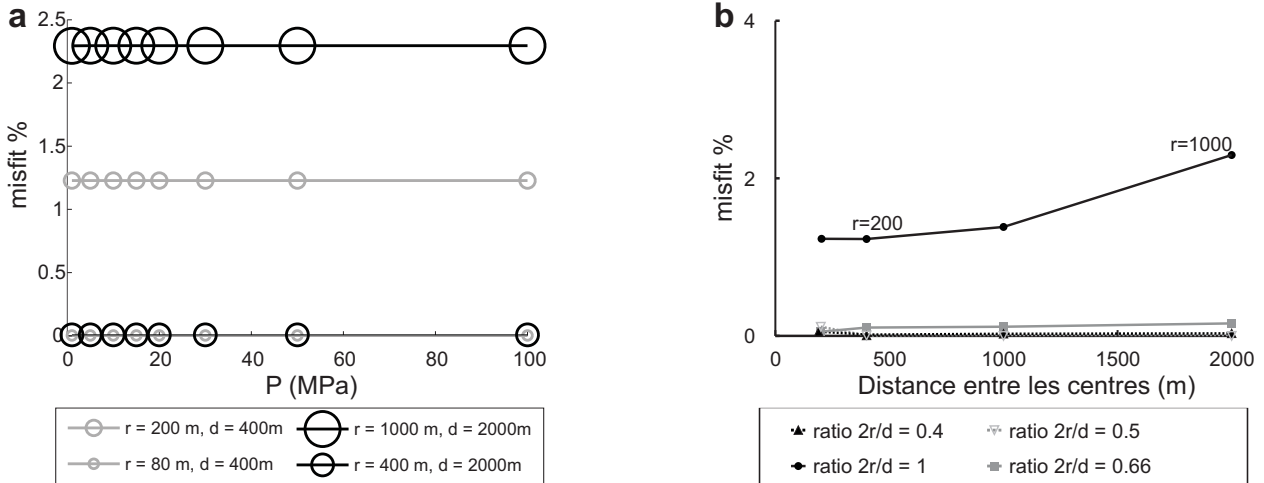 a
2.5
2
1.5
1
0.5
0
misfit %
0 20 40 60 80 100
P (MPa)
r = 200 m, d = 400m
r = 1000 m, d = 2000m
r = 80 m, d = 400m
r = 400 m, d = 2000m
b
4
2
0
misfit %
r=200
r=1000
0 500 1000 1500 2000
Distance entre les centres (m)
ratio 2r/d = 0.4
ratio 2r/d = 0.5
ratio 2r/d = 1
ratio 2r/d = 0.66